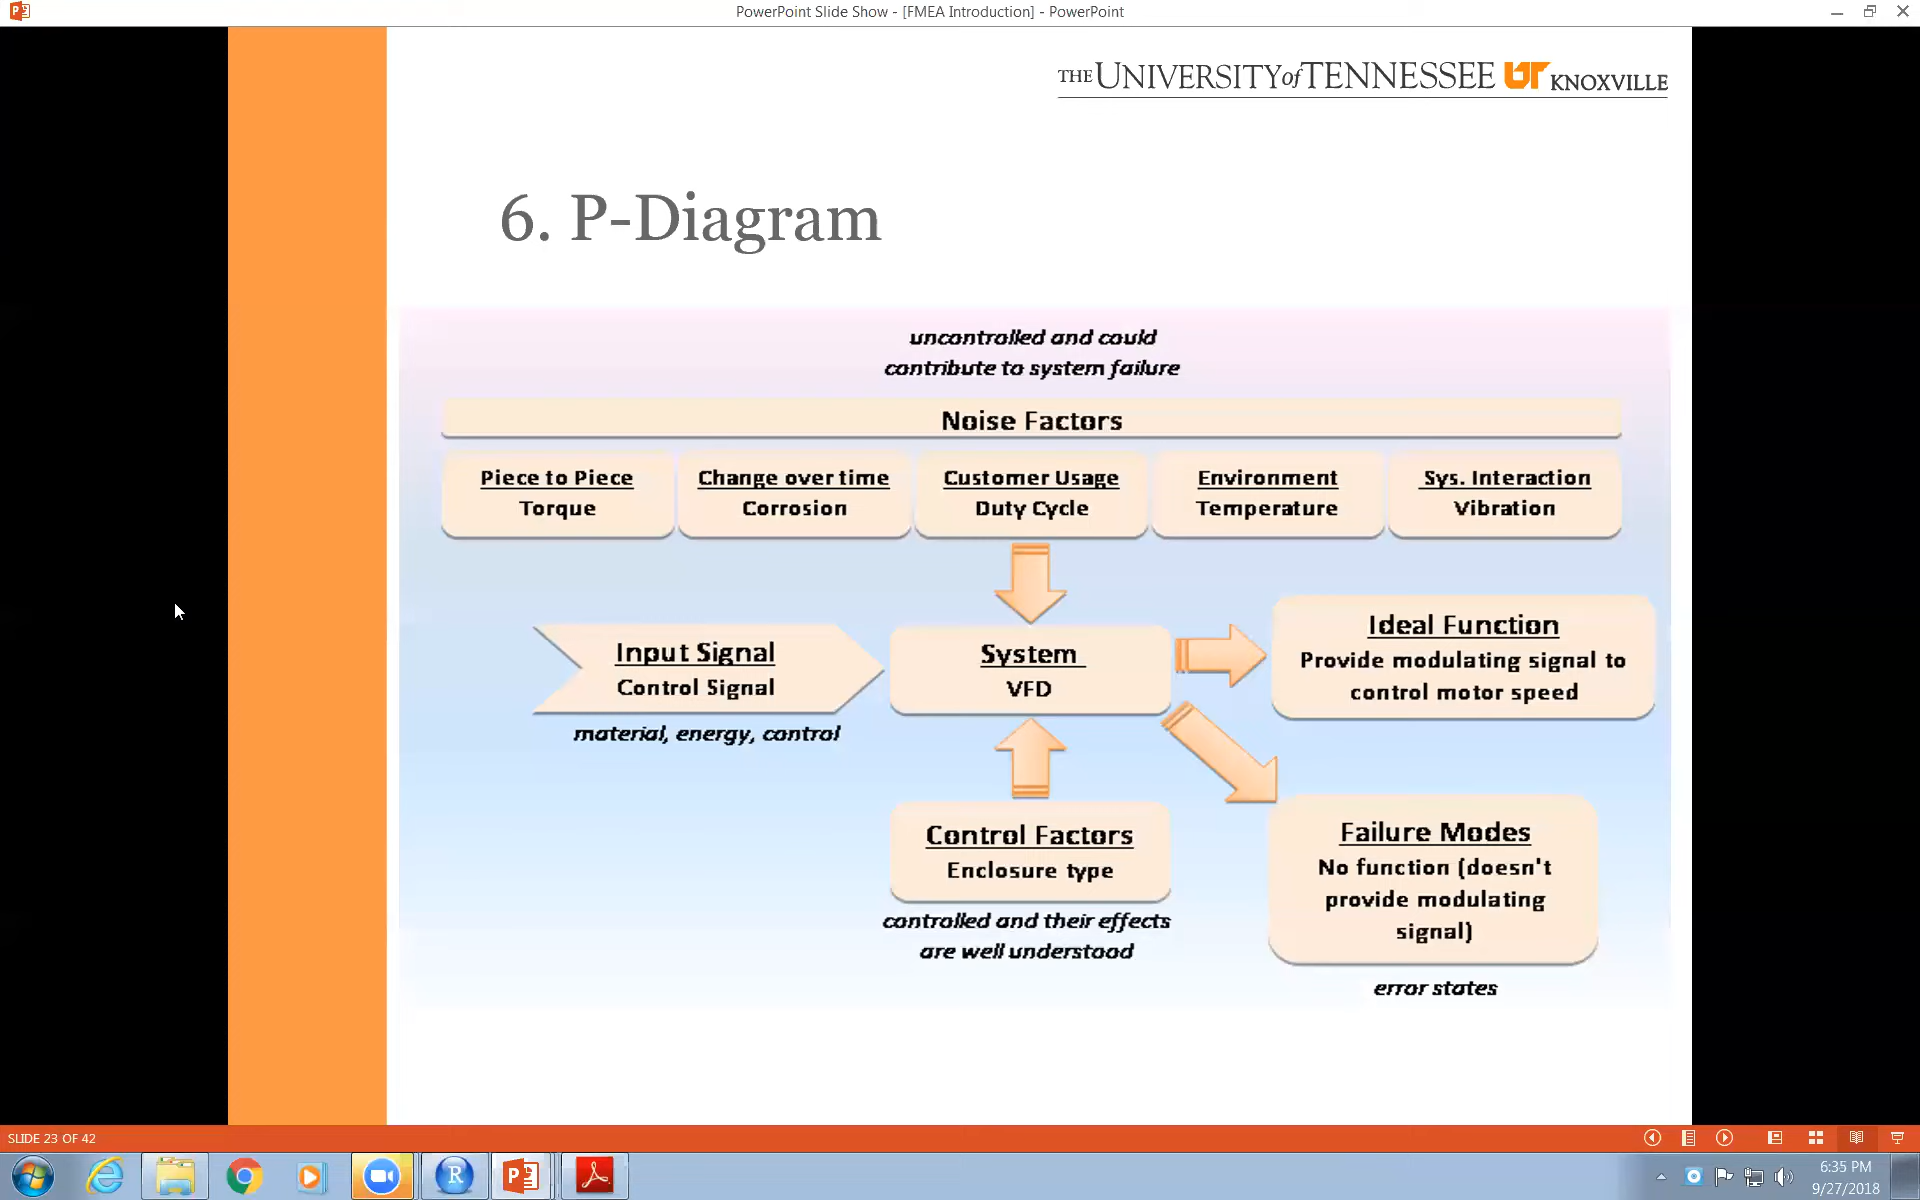 PowerPoint Slide Show - [FMEA Introduction] - PowerPoint
THE UNIVERSITY of TENNESSEE UT KNOXVILLE
6. P-Diagram
uncontrolled and could
contribute to system failure
Noise Factors
Piece to Piece
Torque
Change over time
Corrosion
Customer Usage
Duty Cycle
Environment
Temperature
Sys. Interaction
Vibration
Input Signal
Control Signal
material, energy, control
System
VFD
Ideal Function
Provide modulating signal to
control motor speed
Control Factors
Enclosure type
controlled and their effects
are well understood
Failure Modes
No function (doesn't
provide modulating
signal)
error states
SLIDE 23 OF 42
6:35 PM
9/27/2018